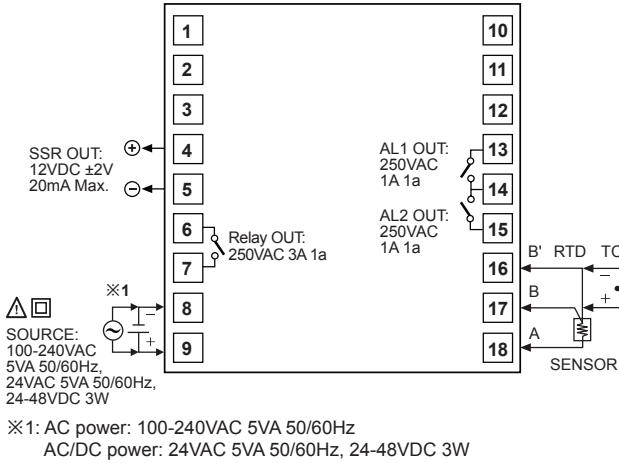 1
2
3
4
5
6
7
8
9
10
11
12
13
14
15
16
17
18
SSR OUT:
12VDC ±2V
20mA Max.
+
−
Relay OUT:
250VAC 3A 1a
※1
−
+
SOURCE:
100-240VAC
5VA 50/60Hz,
24VAC 5VA 50/60Hz,
24-48VDC 3W
AL1 OUT:
250VAC
1A 1a
AL2 OUT:
250VAC
1A 1a
B' RTD
B
A
−
+
SENSOR
※1: AC power: 100-240VAC 5VA 50/60Hz
AC/DC power: 24VAC 5VA 50/60Hz, 24-48VDC 3W